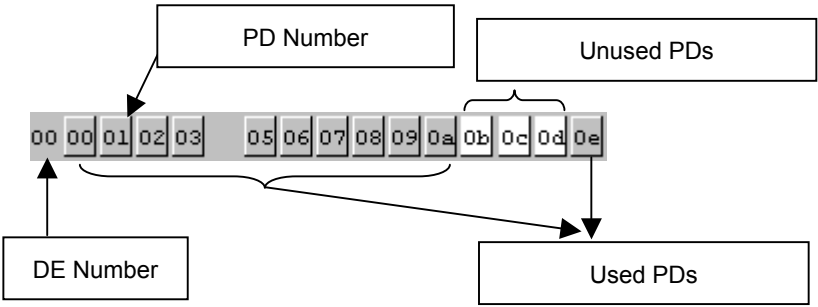 PD Number
Unused PDs
00 00 01 02 03 05 06 07 08 09 0a 0b 0c 0d 0e
DE Number
Used PDs